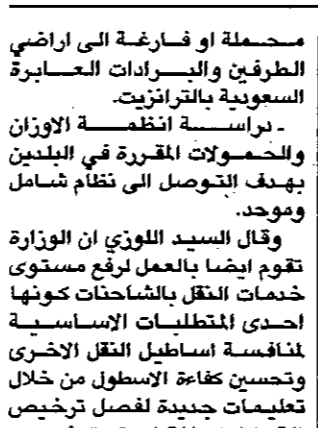 محملة او فارغة الى اراضي
الطرفين والبرادات العابرة
السعودية بالترانزيت.
ـ دراسة انظمة الاوزان
والحمولات المقررة في البلدين
بهدف التوصل الى نظام شامل
وموحد.
وقال السيد اللوزي ان الوزارة
تقوم ايضا بالعمل لرفع مستوى
خدمات النقل بالشاحنات كونها
احدى المتطلبات الاساسية
لمنافسة اساطيل النقل الاخرى
وتحسين كفاءة الاسطول من خلال
تعليمات جديدة لفصل ترخيص